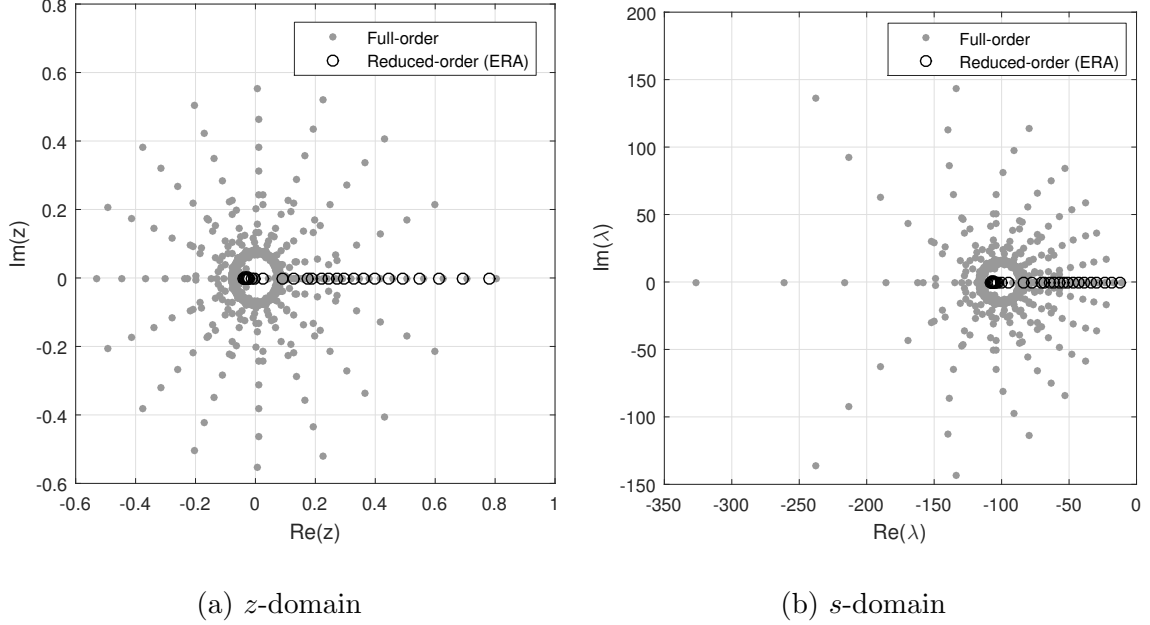 0.8
0.6
0.4
0.2
0
-0.2
-0.4
-0.6
Im(z)
-0.6 -0.4 -0.2 0 0.2 0.4 0.6 0.8 1
Re(z)
Full-order
Reduced-order (ERA)
(a) z-domain
200
150
100
50
0
-50
-100
-150
Im(λ)
-350 -300 -250 -200 -150 -100 -50 0
Re(λ)
Full-order
Reduced-order (ERA)
(b) s-domain